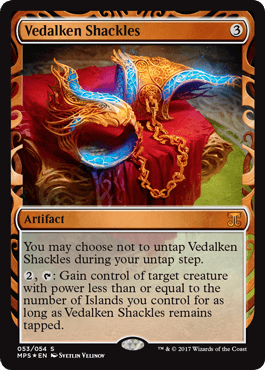 Vedalken Shackles 3
Artifact
You may choose not to untap Vedalken
Shackles during your untap step.
2, T: Gain control of target creature
with power less than or equal to the
number of Islands you control for as
long as Vedalken Shackles remains
tapped.
053/054 S
MPS ★ EN Svetlin Velinov
™ & © 2017 Wizards of the Coast